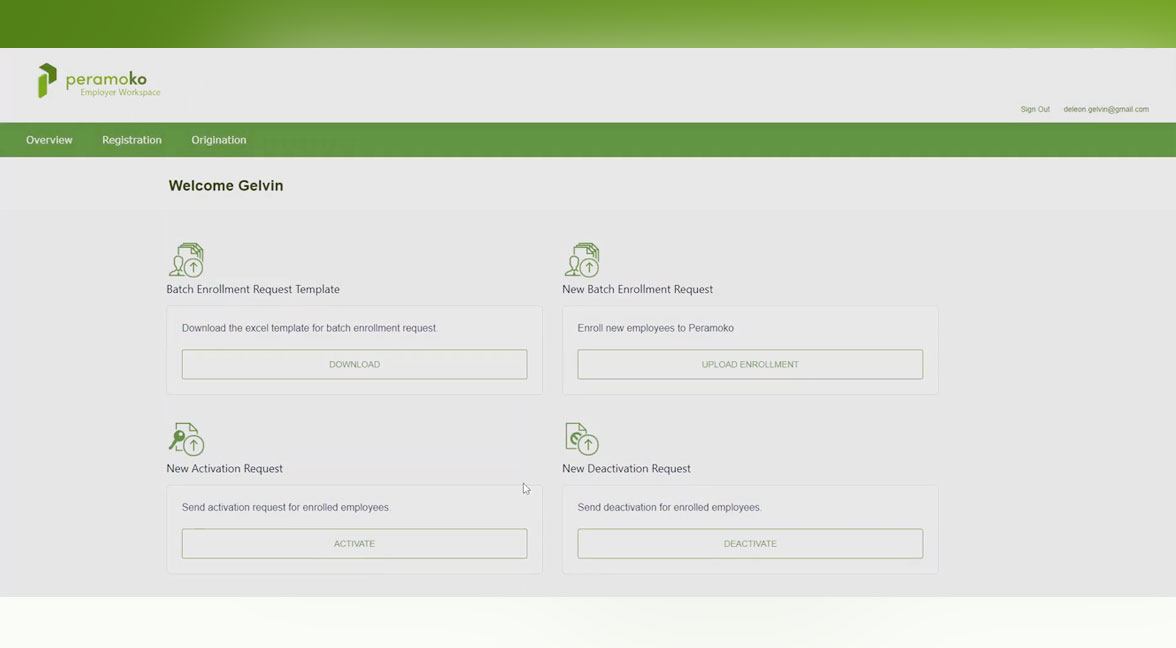 peramoko
Employer Workspace
Sign Out deleon.gelvin@gmail.com
Overview Registration Origination
Welcome Gelvin
Batch Enrollment Request Template
Download the excel template for batch enrollment request.
DOWNLOAD
New Batch Enrollment Request
Enroll new employees to Peramoko
UPLOAD ENROLLMENT
New Activation Request
Send activation request for enrolled employees.
ACTIVATE
New Deactivation Request
Send deactivation for enrolled employees.
DEACTIVATE